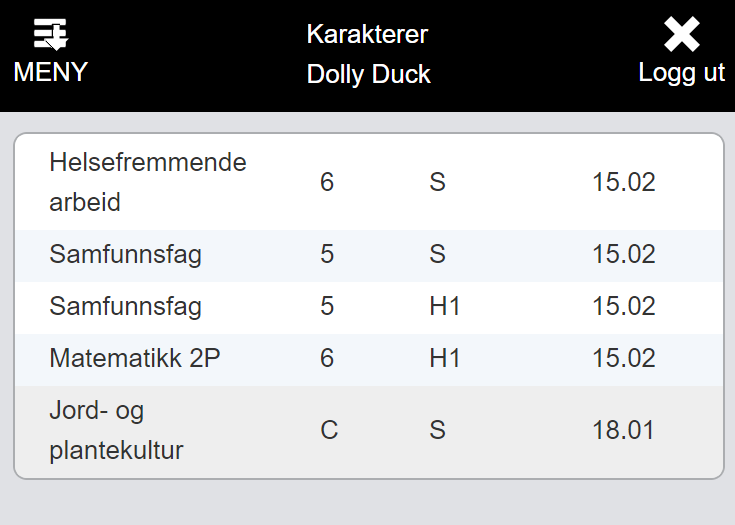 Karakterer
MENY Dolly Duck Logg ut
Helsefremmende
arbeid 6 S 15.02
Samfunnsfag 5 S 15.02
Samfunnsfag 5 H1 15.02
Matematikk 2P 6 H1 15.02
Jord- og
plantekultur C S 18.01